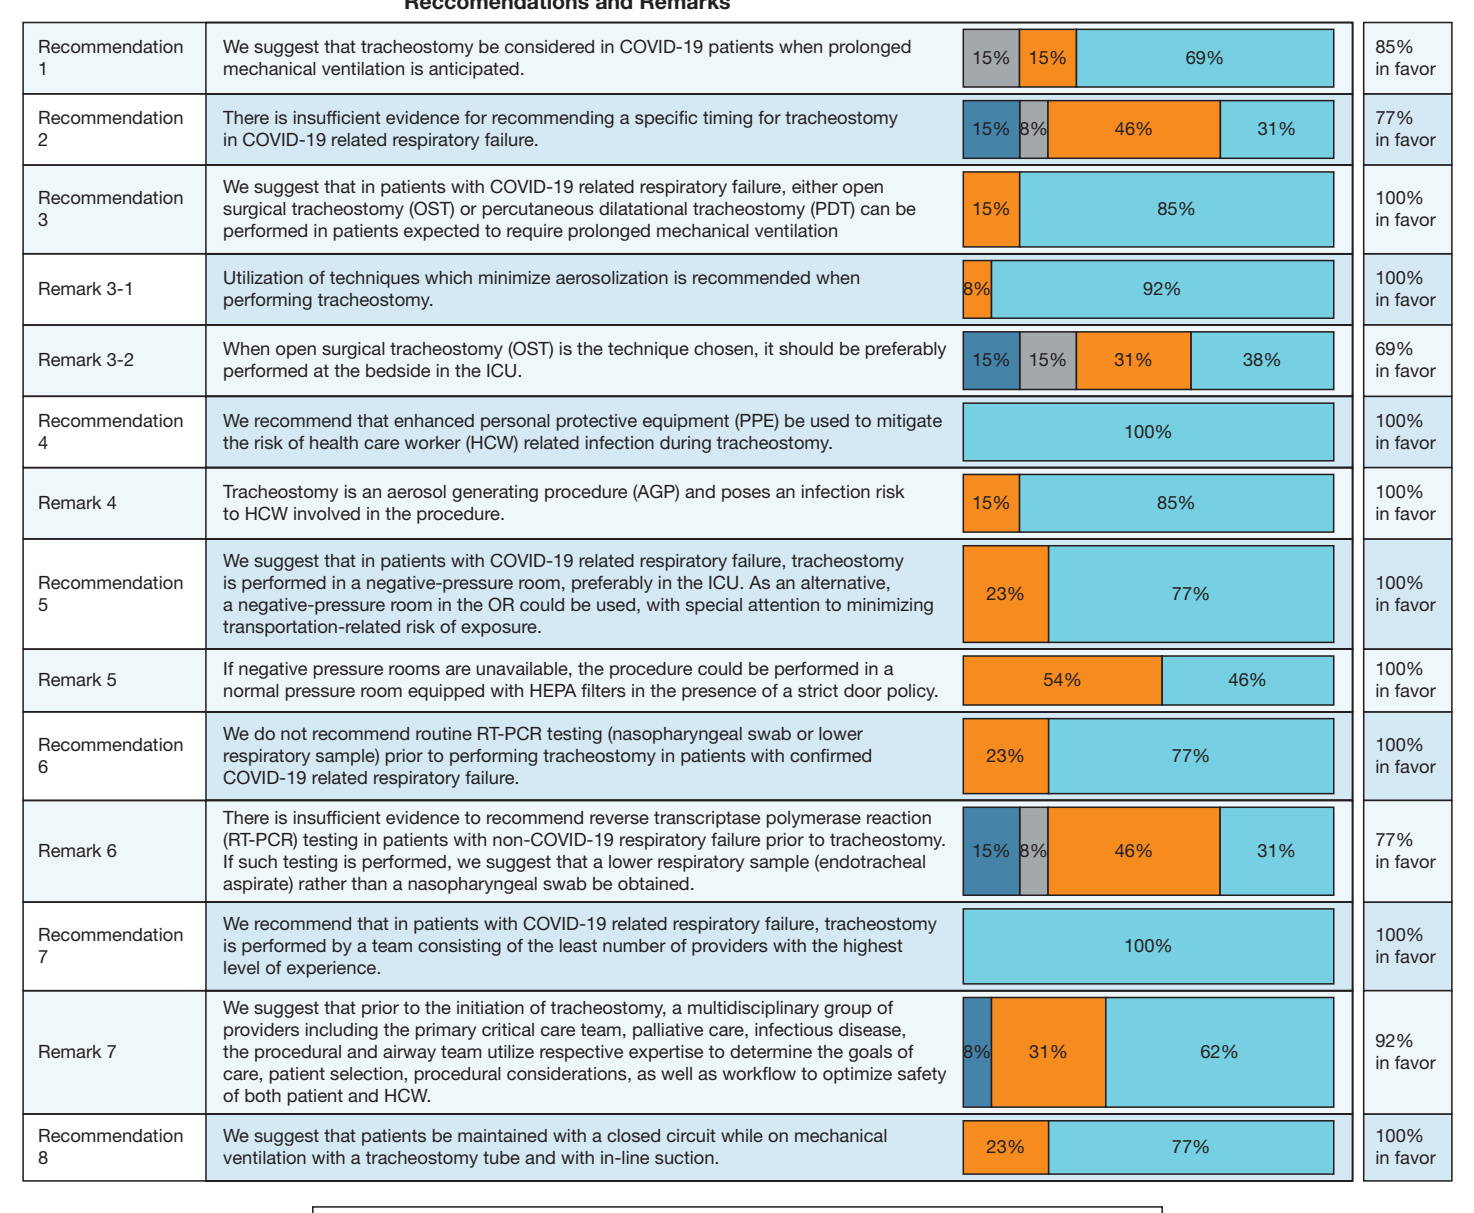 Reccomendations and Remarks
Recommendation
1
We suggest that tracheostomy be considered in COVID-19 patients when prolonged
mechanical ventilation is anticipated.
15% 15% 69%
85%
in favor
Recommendation
2
There is insufficient evidence for recommending a specific timing for tracheostomy
in COVID-19 related respiratory failure.
15% 8% 46% 31%
77%
in favor
Recommendation
3
We suggest that in patients with COVID-19 related respiratory failure, either open
surgical tracheostomy (OST) or percutaneous dilatational tracheostomy (PDT) can be
performed in patients expected to require prolonged mechanical ventilation
15% 85%
100%
in favor
Remark 3-1
Utilization of techniques which minimize aerosolization is recommended when
performing tracheostomy.
8% 92%
100%
in favor
Remark 3-2
When open surgical tracheostomy (OST) is the technique chosen, it should be preferably
performed at the bedside in the ICU.
15% 15% 31% 38%
69%
in favor
Recommendation
4
We recommend that enhanced personal protective equipment (PPE) be used to mitigate
the risk of health care worker (HCW) related infection during tracheostomy.
100%
100%
in favor
Remark 4
Tracheostomy is an aerosol generating procedure (AGP) and poses an infection risk
to HCW involved in the procedure.
15% 85%
100%
in favor
Recommendation
5
We suggest that in patients with COVID-19 related respiratory failure, tracheostomy
is performed in a negative-pressure room, preferably in the ICU. As an alternative,
a negative-pressure room in the OR could be used, with special attention to minimizing
transportation-related risk of exposure.
23% 77%
100%
in favor
Remark 5
If negative pressure rooms are unavailable, the procedure could be performed in a
normal pressure room equipped with HEPA filters in the presence of a strict door policy.
54% 46%
100%
in favor
Recommendation
6
We do not recommend routine RT-PCR testing (nasopharyngeal swab or lower
respiratory sample) prior to performing tracheostomy in patients with confirmed
COVID-19 related respiratory failure.
23% 77%
100%
in favor
Remark 6
There is insufficient evidence to recommend reverse transcriptase polymerase reaction
(RT-PCR) testing in patients with non-COVID-19 respiratory failure prior to tracheostomy.
If such testing is performed, we suggest that a lower respiratory sample (endotracheal
aspirate) rather than a nasopharyngeal swab be obtained.
15% 8% 46% 31%
77%
in favor
Recommendation
7
We recommend that in patients with COVID-19 related respiratory failure, tracheostomy
is performed by a team consisting of the least number of providers with the highest
level of experience.
100%
100%
in favor
Remark 7
We suggest that prior to the initiation of tracheostomy, a multidisciplinary group of
providers including the primary critical care team, palliative care, infectious disease,
the procedural and airway team utilize respective expertise to determine the goals of
care, patient selection, procedural considerations, as well as workflow to optimize safety
of both patient and HCW.
8% 31% 62%
92%
in favor
Recommendation
8
We suggest that patients be maintained with a closed circuit while on mechanical
ventilation with a tracheostomy tube and with in-line suction.
23% 77%
100%
in favor